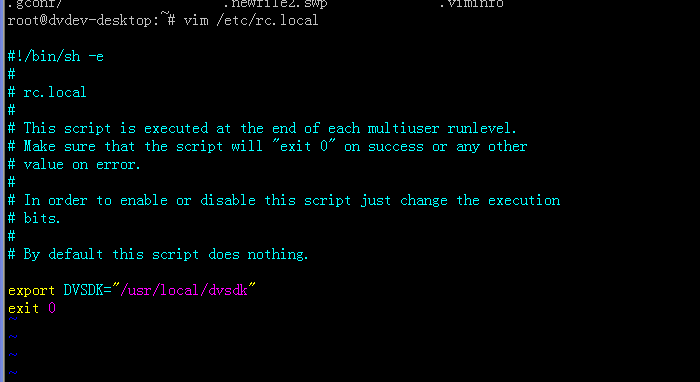 .gconf/ .newfile2.swp .viminfo
root@dvdev-desktop:~# vim /etc/rc.local
#!/bin/sh -e
#
# rc.local
#
# This script is executed at the end of each multiuser runlevel.
# Make sure that the script will "exit 0" on success or any other
# value on error.
#
# In order to enable or disable this script just change the execution
# bits.
#
# By default this script does nothing.
export DVSDK="/usr/local/dvsdk"
exit 0
~
~
~
~